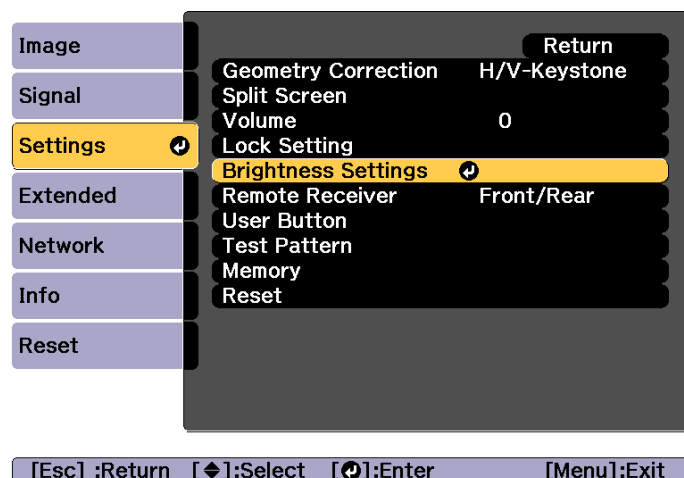 Image
Signal
Settings
Extended
Network
Info
Reset
Return
Geometry Correction H/V-Keystone
Split Screen
Volume 0
Lock Setting
Brightness Settings
Remote Receiver Front/Rear
User Button
Test Pattern
Memory
Reset
[Esc] :Return [◆]:Select [↵]:Enter [Menu]:Exit